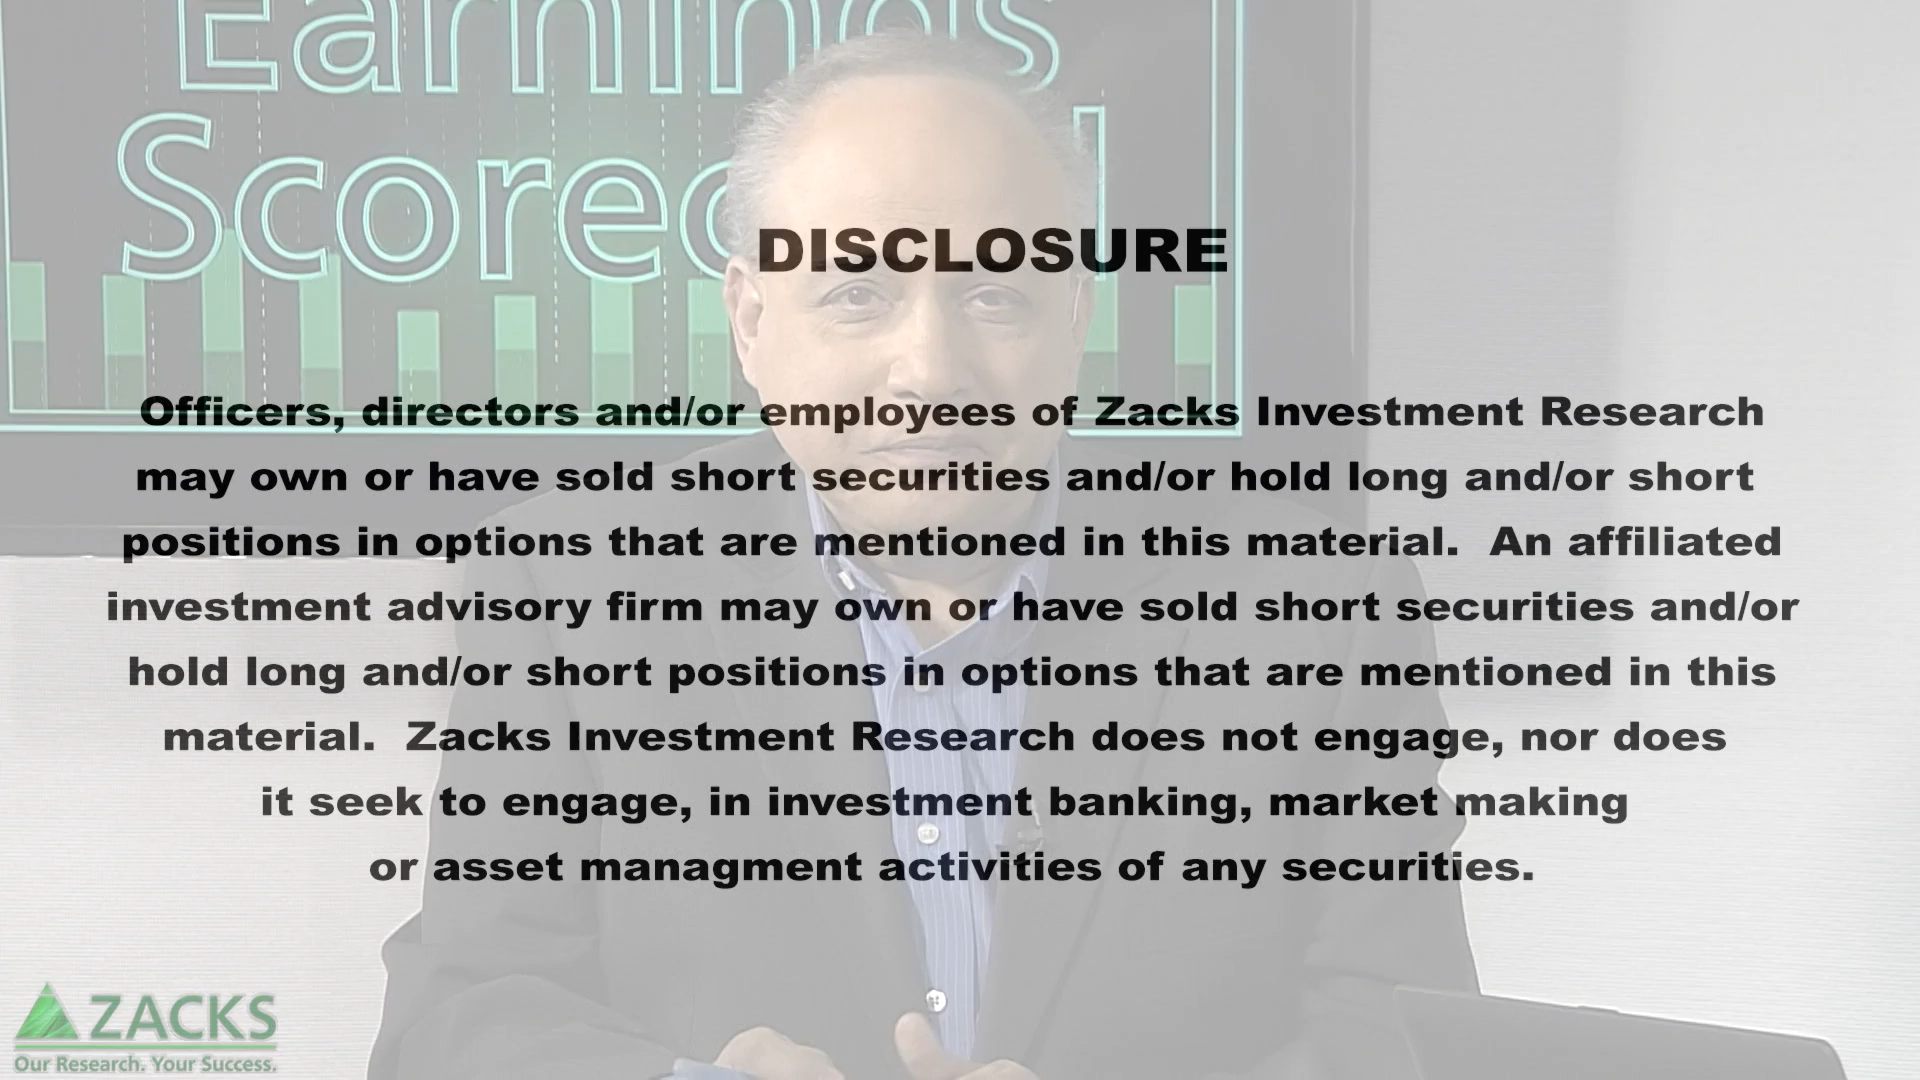 Earnings
DISCLOSURE
Officers, directors and/or employees of Zacks Investment Research
may own or have sold short securities and/or hold long and/or short
positions in options that are mentioned in this material.  An affiliated
investment advisory firm may own or have sold short securities and/or
hold long and/or short positions in options that are mentioned in this
material.  Zacks Investment Research does not engage, nor does
it seek to engage, in investment banking, market making
or asset managment activities of any securities.
ZACKS
Our Research. Your Success.